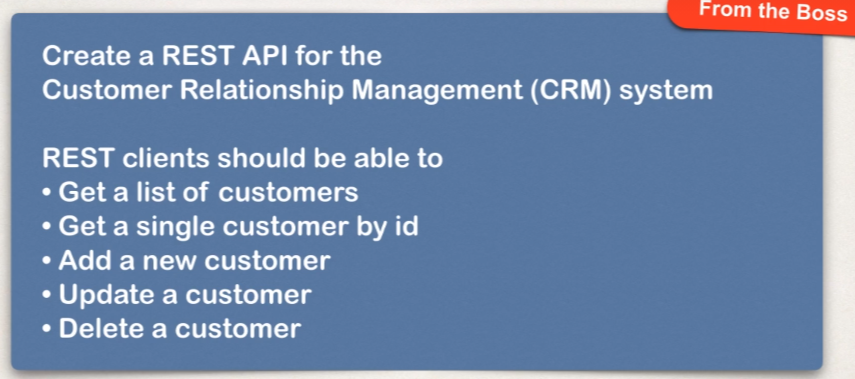 From the Boss
Create a REST API for the
Customer Relationship Management (CRM) system
REST clients should be able to
• Get a list of customers
• Get a single customer by id
• Add a new customer
• Update a customer
• Delete a customer